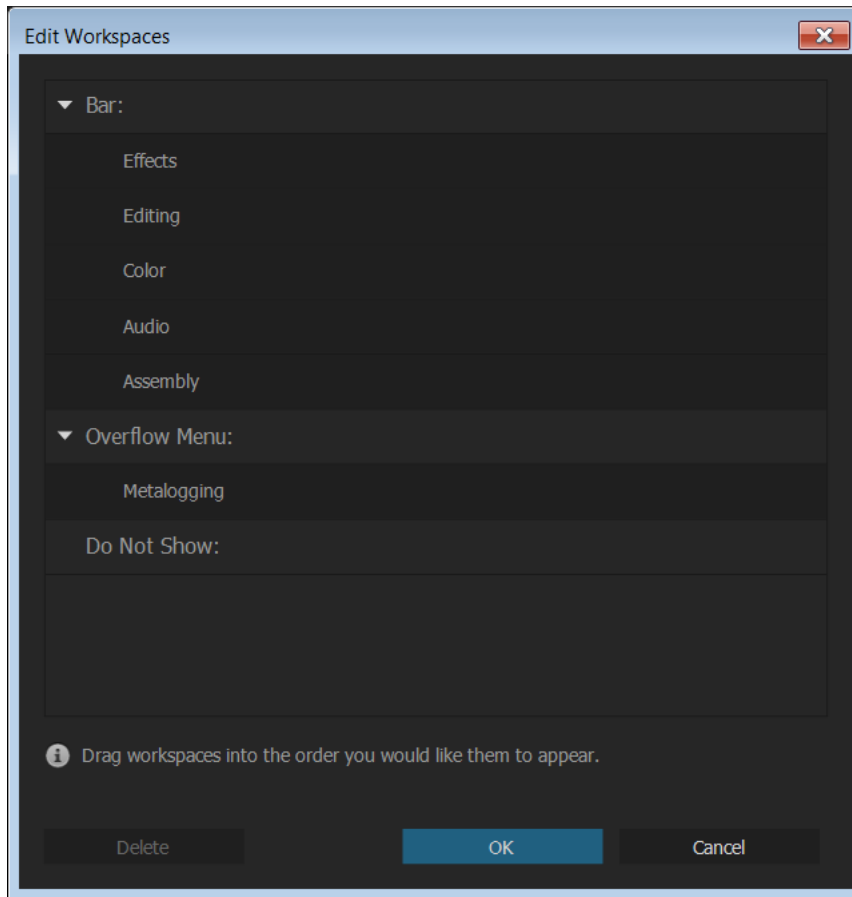 Edit Workspaces
Bar:
Effects
Editing
Color
Audio
Assembly
Overflow Menu:
Metalogging
Do Not Show:
Drag workspaces into the order you would like them to appear.
Delete
OK
Cancel